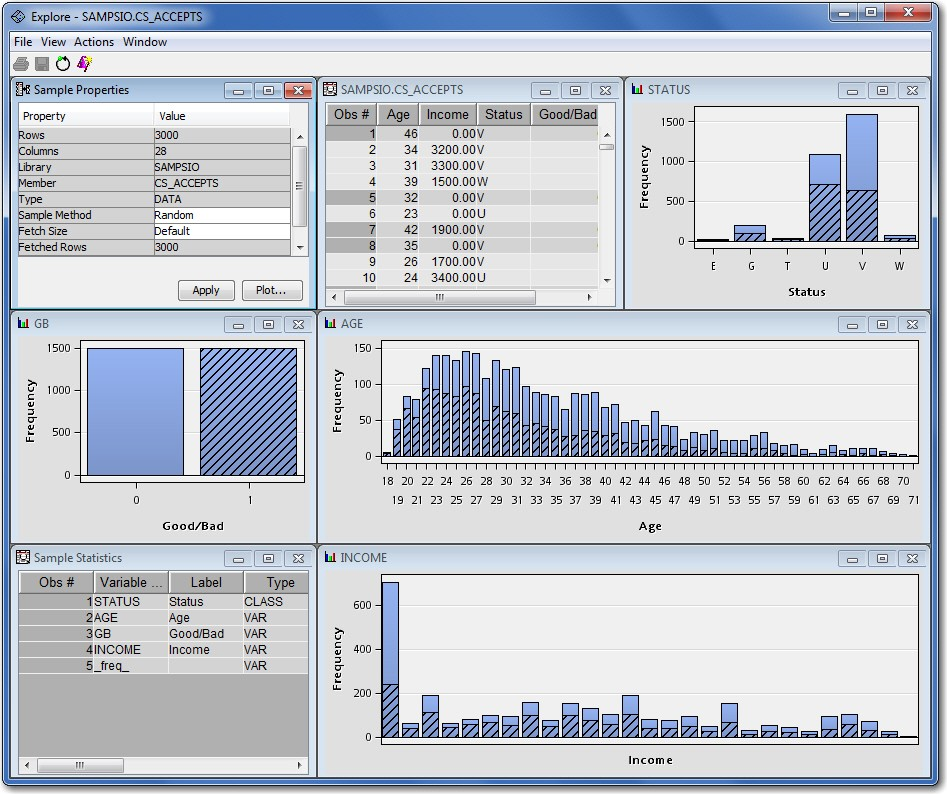 Explore - SAMPSIO.CS_ACCEPTS
File View Actions Window
Sample Properties
Property Value
Rows 3000
Columns 28
Library SAMPSIO
Member CS_ACCEPTS
Type DATA
Sample Method Random
Fetch Size Default
Fetched Rows 3000
Apply Plot...
SAMPSIO.CS_ACCEPTS
Obs # Age Income Status Good/Bad
1 46 0.00 V
2 34 3200.00 V
3 31 3300.00 V
4 39 1500.00 W
5 32 0.00 V
6 23 0.00 U
7 42 1900.00 V
8 35 0.00 V
9 26 1700.00 V
10 24 3400.00 U
STATUS
Frequency
1500
1000
500
0
E G T U V W
Status
GB
Frequency
1500
1000
500
0
0 1
Good/Bad
AGE
Frequency
150
100
50
0
18 20 22 24 26 28 30 32 34 36 38 40 42 44 46 48 50 52 54 56 58 60 62 64 66 68 70
19 21 23 25 27 29 31 33 35 37 39 41 43 45 47 49 51 53 55 57 59 61 63 65 67 69 71
Age
Sample Statistics
Obs # Variable ... Label Type
1 STATUS Status CLASS
2 AGE Age VAR
3 GB Good/Bad VAR
4 INCOME Income VAR
5 _freq_ VAR
INCOME
Frequency
600
400
200
0
Income